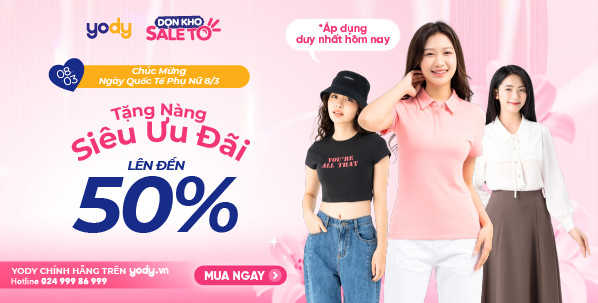 yody
DỌN KHO
SALE TO
*Áp dụng
duy nhất hôm nay
08
03
Chúc Mừng
Ngày Quốc Tế Phụ Nữ 8/3
Tặng Nàng
Siêu Ưu Đãi
LÊN ĐẾN
50%
YOU'RE
ALL THAT
YODY CHÍNH HÃNG TRÊN yody.vn
Hotline 024 999 86 999
MUA NGAY